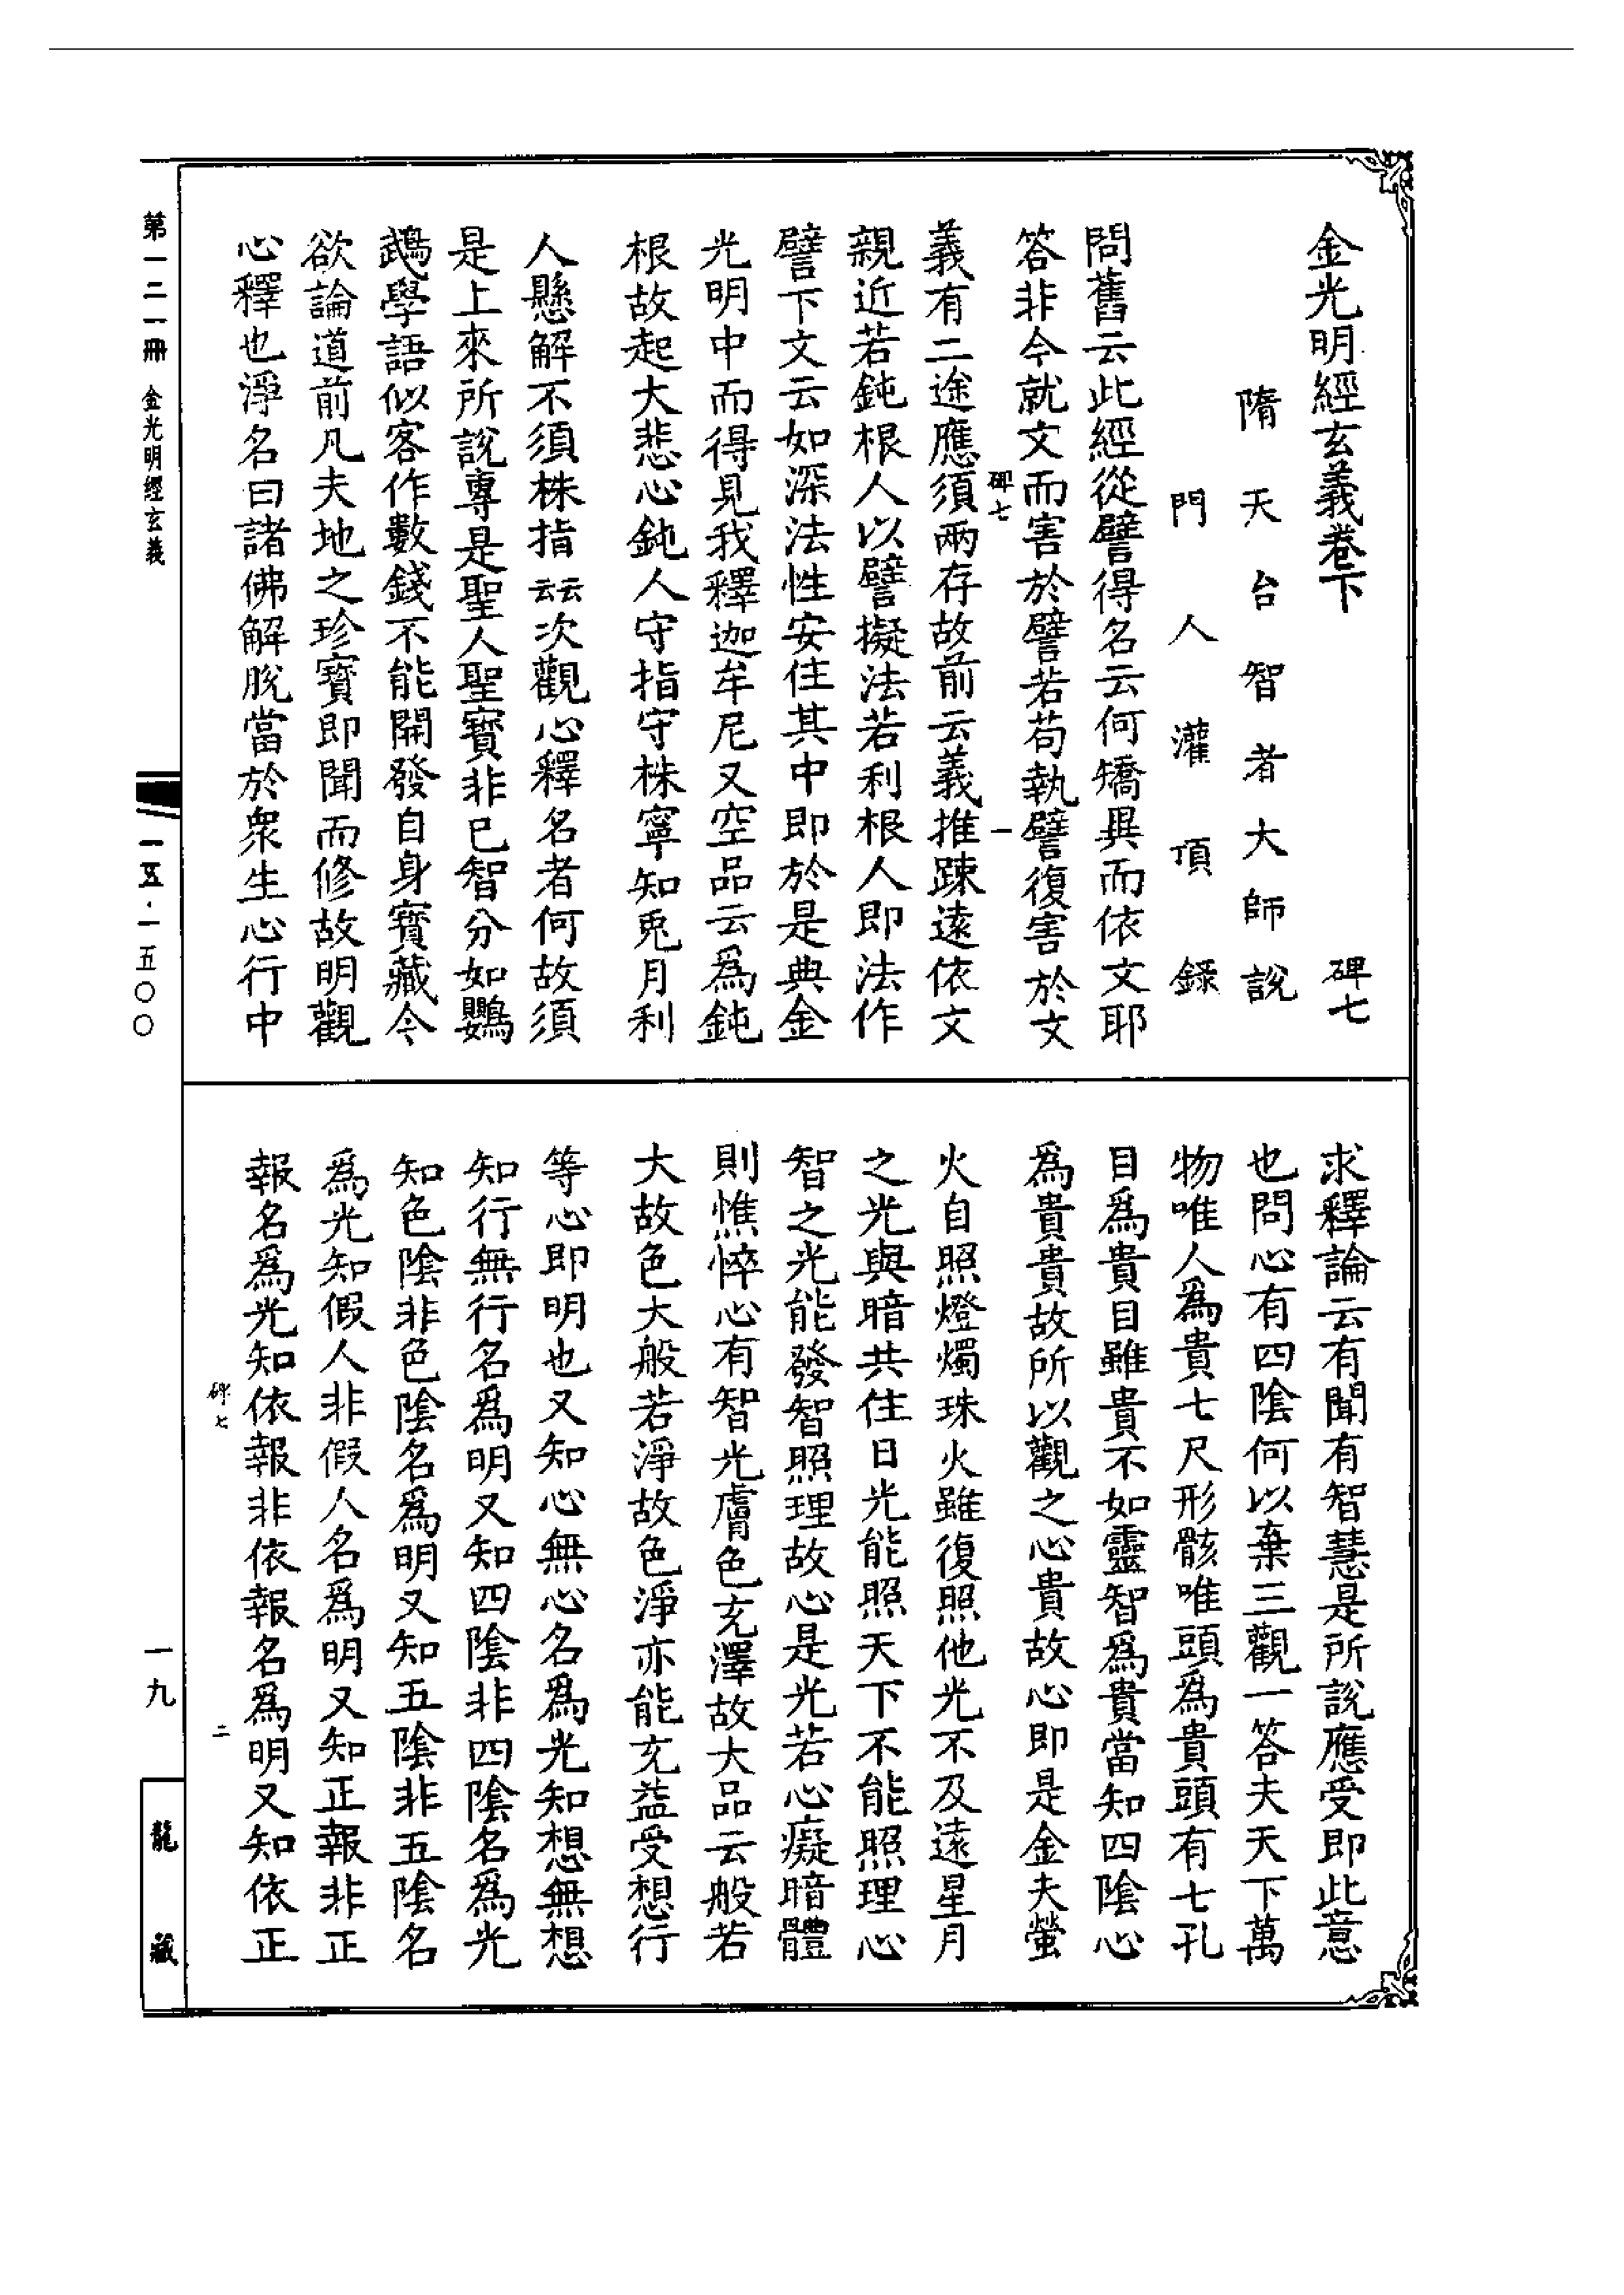 金光明經玄義卷下　碑七
隋天台智者大師說
門人灌頂錄
問舊云此經從譬得名云何矯異而依文耶
答非今就文而害於譬若苟執譬復害於文
碑七　一
義有二途應須兩存故前云義推踈遠依文
親近若鈍根人以譬擬法若利根人即法作
譬下文云如深法性安住其中即於是典金
光明中而得見我釋迦牟尼又空品云為鈍
根故起大悲心鈍人守指守株寧知兎月利
人懸解不須株指云云次觀心釋名者何故須
是上來所說專是聖人聖寶非已智分如鸚
鵡學語似客作數錢不能開發自身寶藏今
欲論道前凡夫地之珍寶即聞而修故明觀
心釋也淨名曰諸佛解脫當於衆生心行中
求釋論云有聞有智慧是所說應受即此意
也問心有四陰何以棄三觀一答夫天下萬
物唯人爲貴七尺形骸唯頭爲貴頭有七孔
目爲貴目雖貴不如靈智爲貴當知四陰心
爲貴貴故所以觀之心貴故心即是金夫螢
火自照燈燭珠火雖復照他光不及遠星月
之光與暗共住日光能照天下不能照理心
智之光能發智照理故心是光若心癡暗體
則憔悴心有智光膚色充澤故大品云般若
大故色大般若淨故色淨亦能充益受想行
等心即明也又知心無心名爲光知想無想
知行無行名爲明又知四陰非四陰名爲光
知色陰非色陰名爲明又知五陰非五陰名
爲光知假人非假人名爲明又知正報非正
報名爲光知依報非依報名爲明又知依正
碑七　二
第一二一冊　金光明經玄義
一五·一五〇〇
一九
龍藏